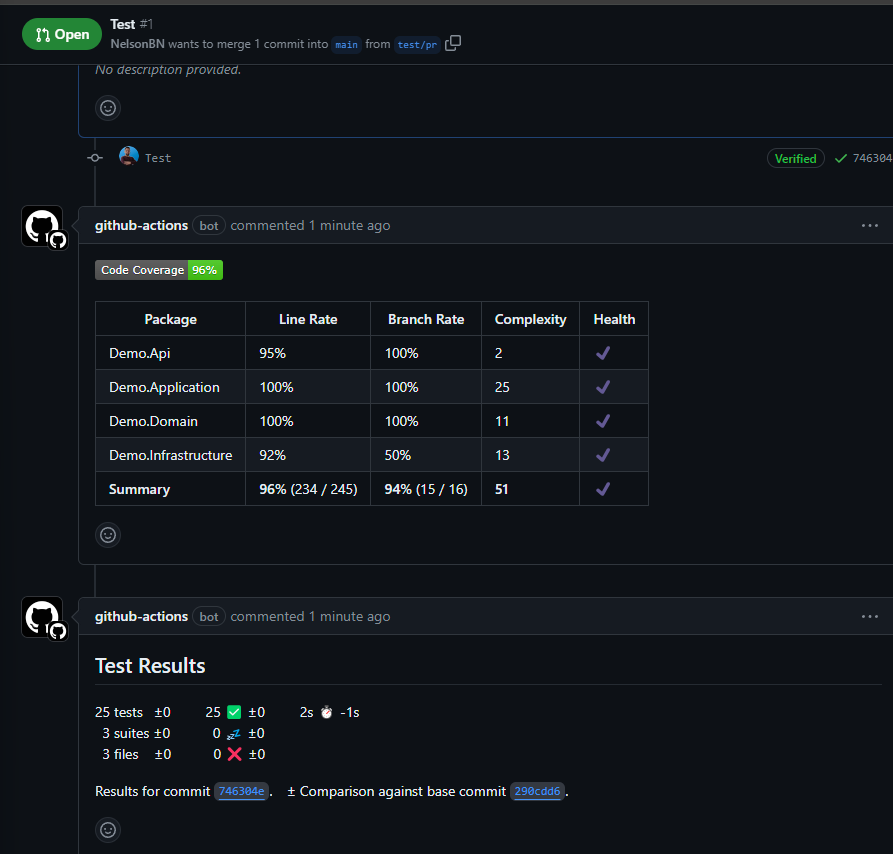 Open
Test #1
NelsonBN wants to merge 1 commit into main from test/pr
No description provided.
Test
Verified
746304
github-actions bot commented 1 minute ago
Code Coverage 96%
Package Line Rate Branch Rate Complexity Health
Demo.Api 95% 100% 2 ✔
Demo.Application 100% 100% 25 ✔
Demo.Domain 100% 100% 11 ✔
Demo.Infrastructure 92% 50% 13 ✔
Summary 96% (234 / 245) 94% (15 / 16) 51 ✔
github-actions bot commented 1 minute ago
Test Results
25 tests ±0 25 ✅ ±0 2s ⏱ -1s
3 suites ±0 0 💤 ±0
3 files ±0 0 ❌ ±0
Results for commit 746304e. ± Comparison against base commit 290cdd6.